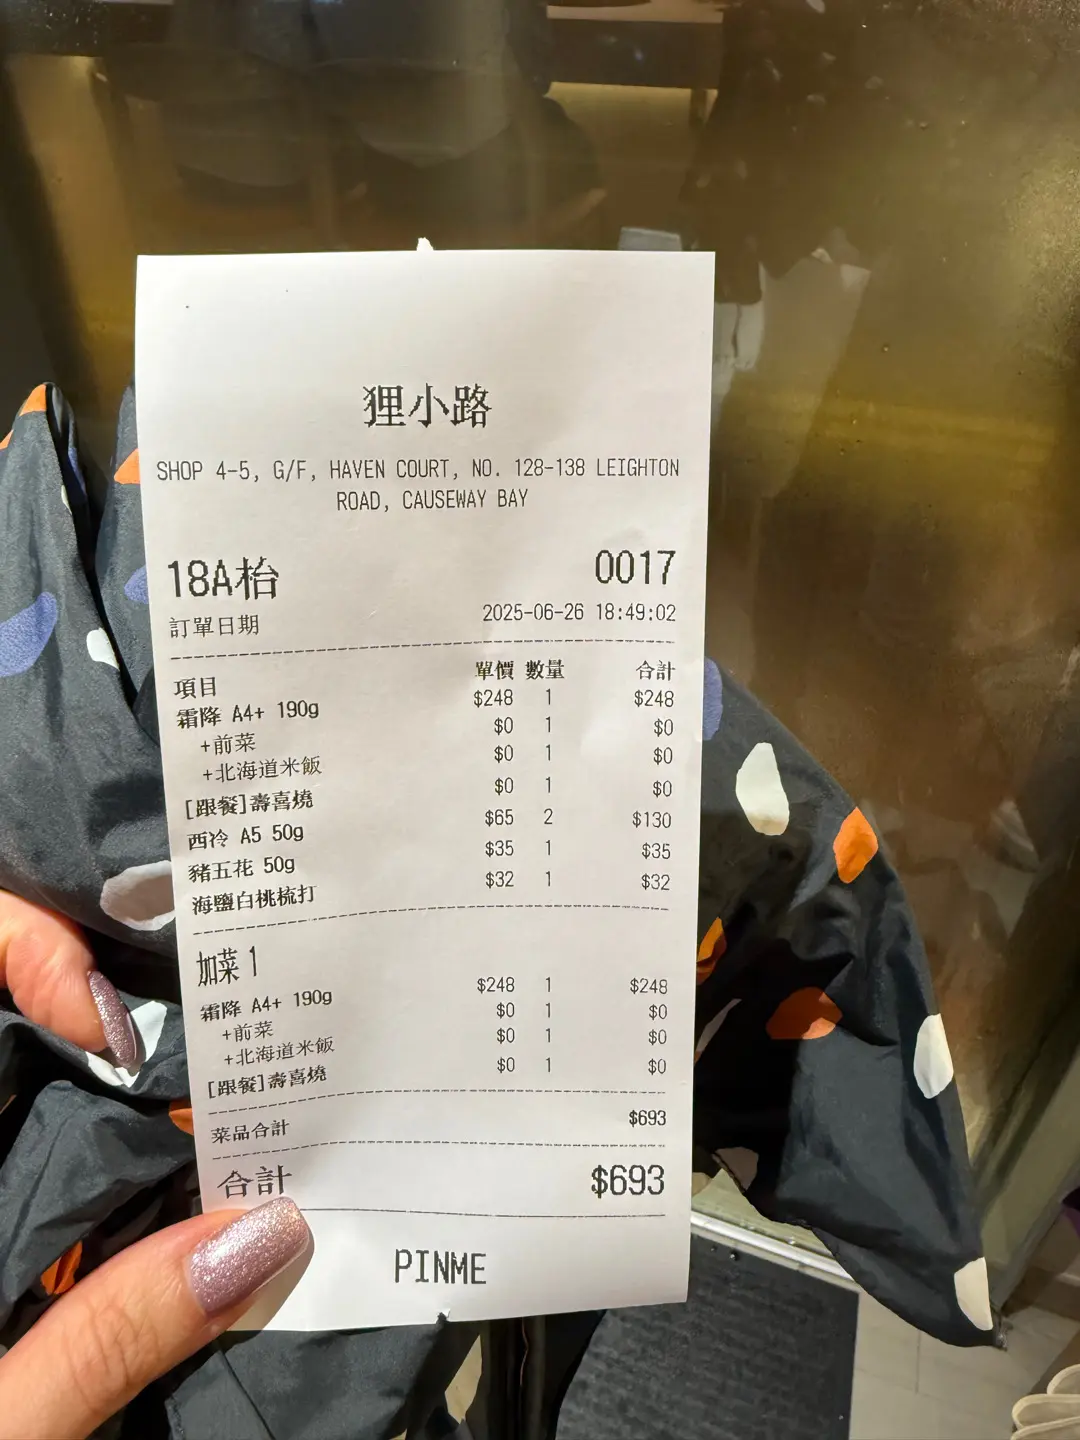 狸小路
SHOP 4-5, G/F, HAVEN COURT, NO. 128-138 LEIGHTON
ROAD, CAUSEWAY BAY
18A枱 0017
訂單日期 2025-06-26 18:49:02
項目 單價 數量 合計
霜降 A4+ 190g $248 1 $248
+前菜 $0 1 $0
+北海道米飯 $0 1 $0
[跟餐]壽喜燒 $0 1 $0
西冷 A5 50g $65 2 $130
豬五花 50g $35 1 $35
海鹽白桃梳打 $32 1 $32
加菜 1
霜降 A4+ 190g $248 1 $248
+前菜 $0 1 $0
+北海道米飯 $0 1 $0
[跟餐]壽喜燒 $0 1 $0
菜品合計 $693
合計 $693
PINME